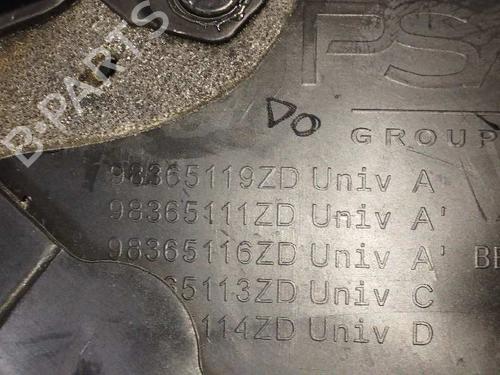 PS
DO
GROUP
98365119ZD Univ A
98365111ZD Univ A'
98365116ZD Univ A'
65113ZD Univ C
114ZD Univ D
B-PARTS